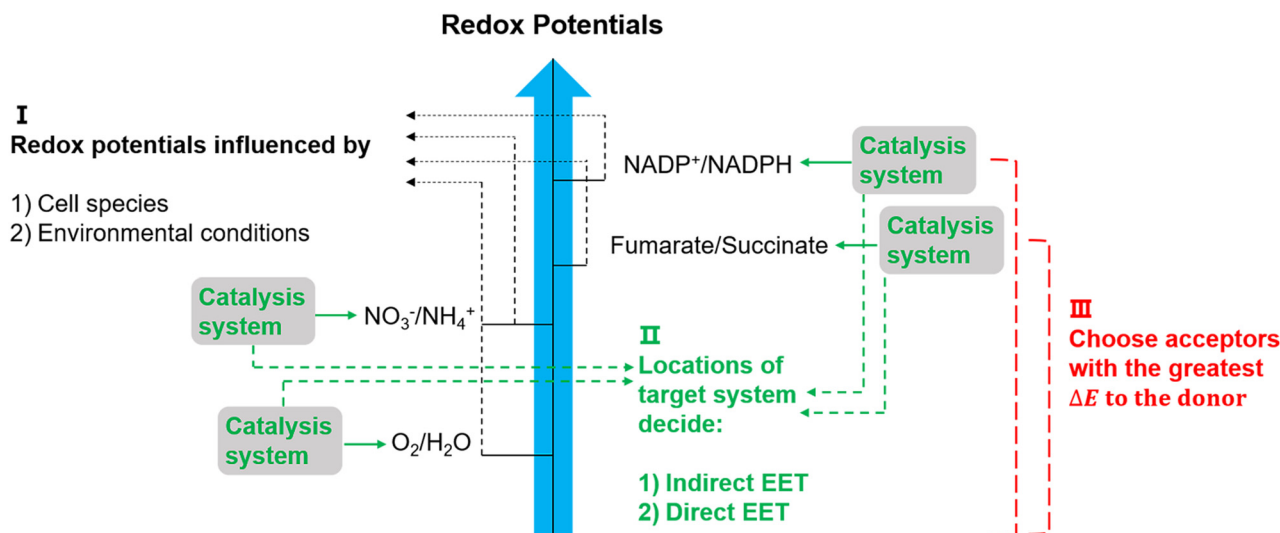 Redox Potentials
I
Redox potentials influenced by
1) Cell species
2) Environmental conditions
NADP⁺/NADPH
Catalysis
system
Fumarate/Succinate
Catalysis
system
Catalysis
system
NO₃⁻/NH₄⁺
Catalysis
system
O₂/H₂O
II
Locations of
target system
decide:
1) Indirect EET
2) Direct EET
III
Choose acceptors
with the greatest
ΔE to the donor